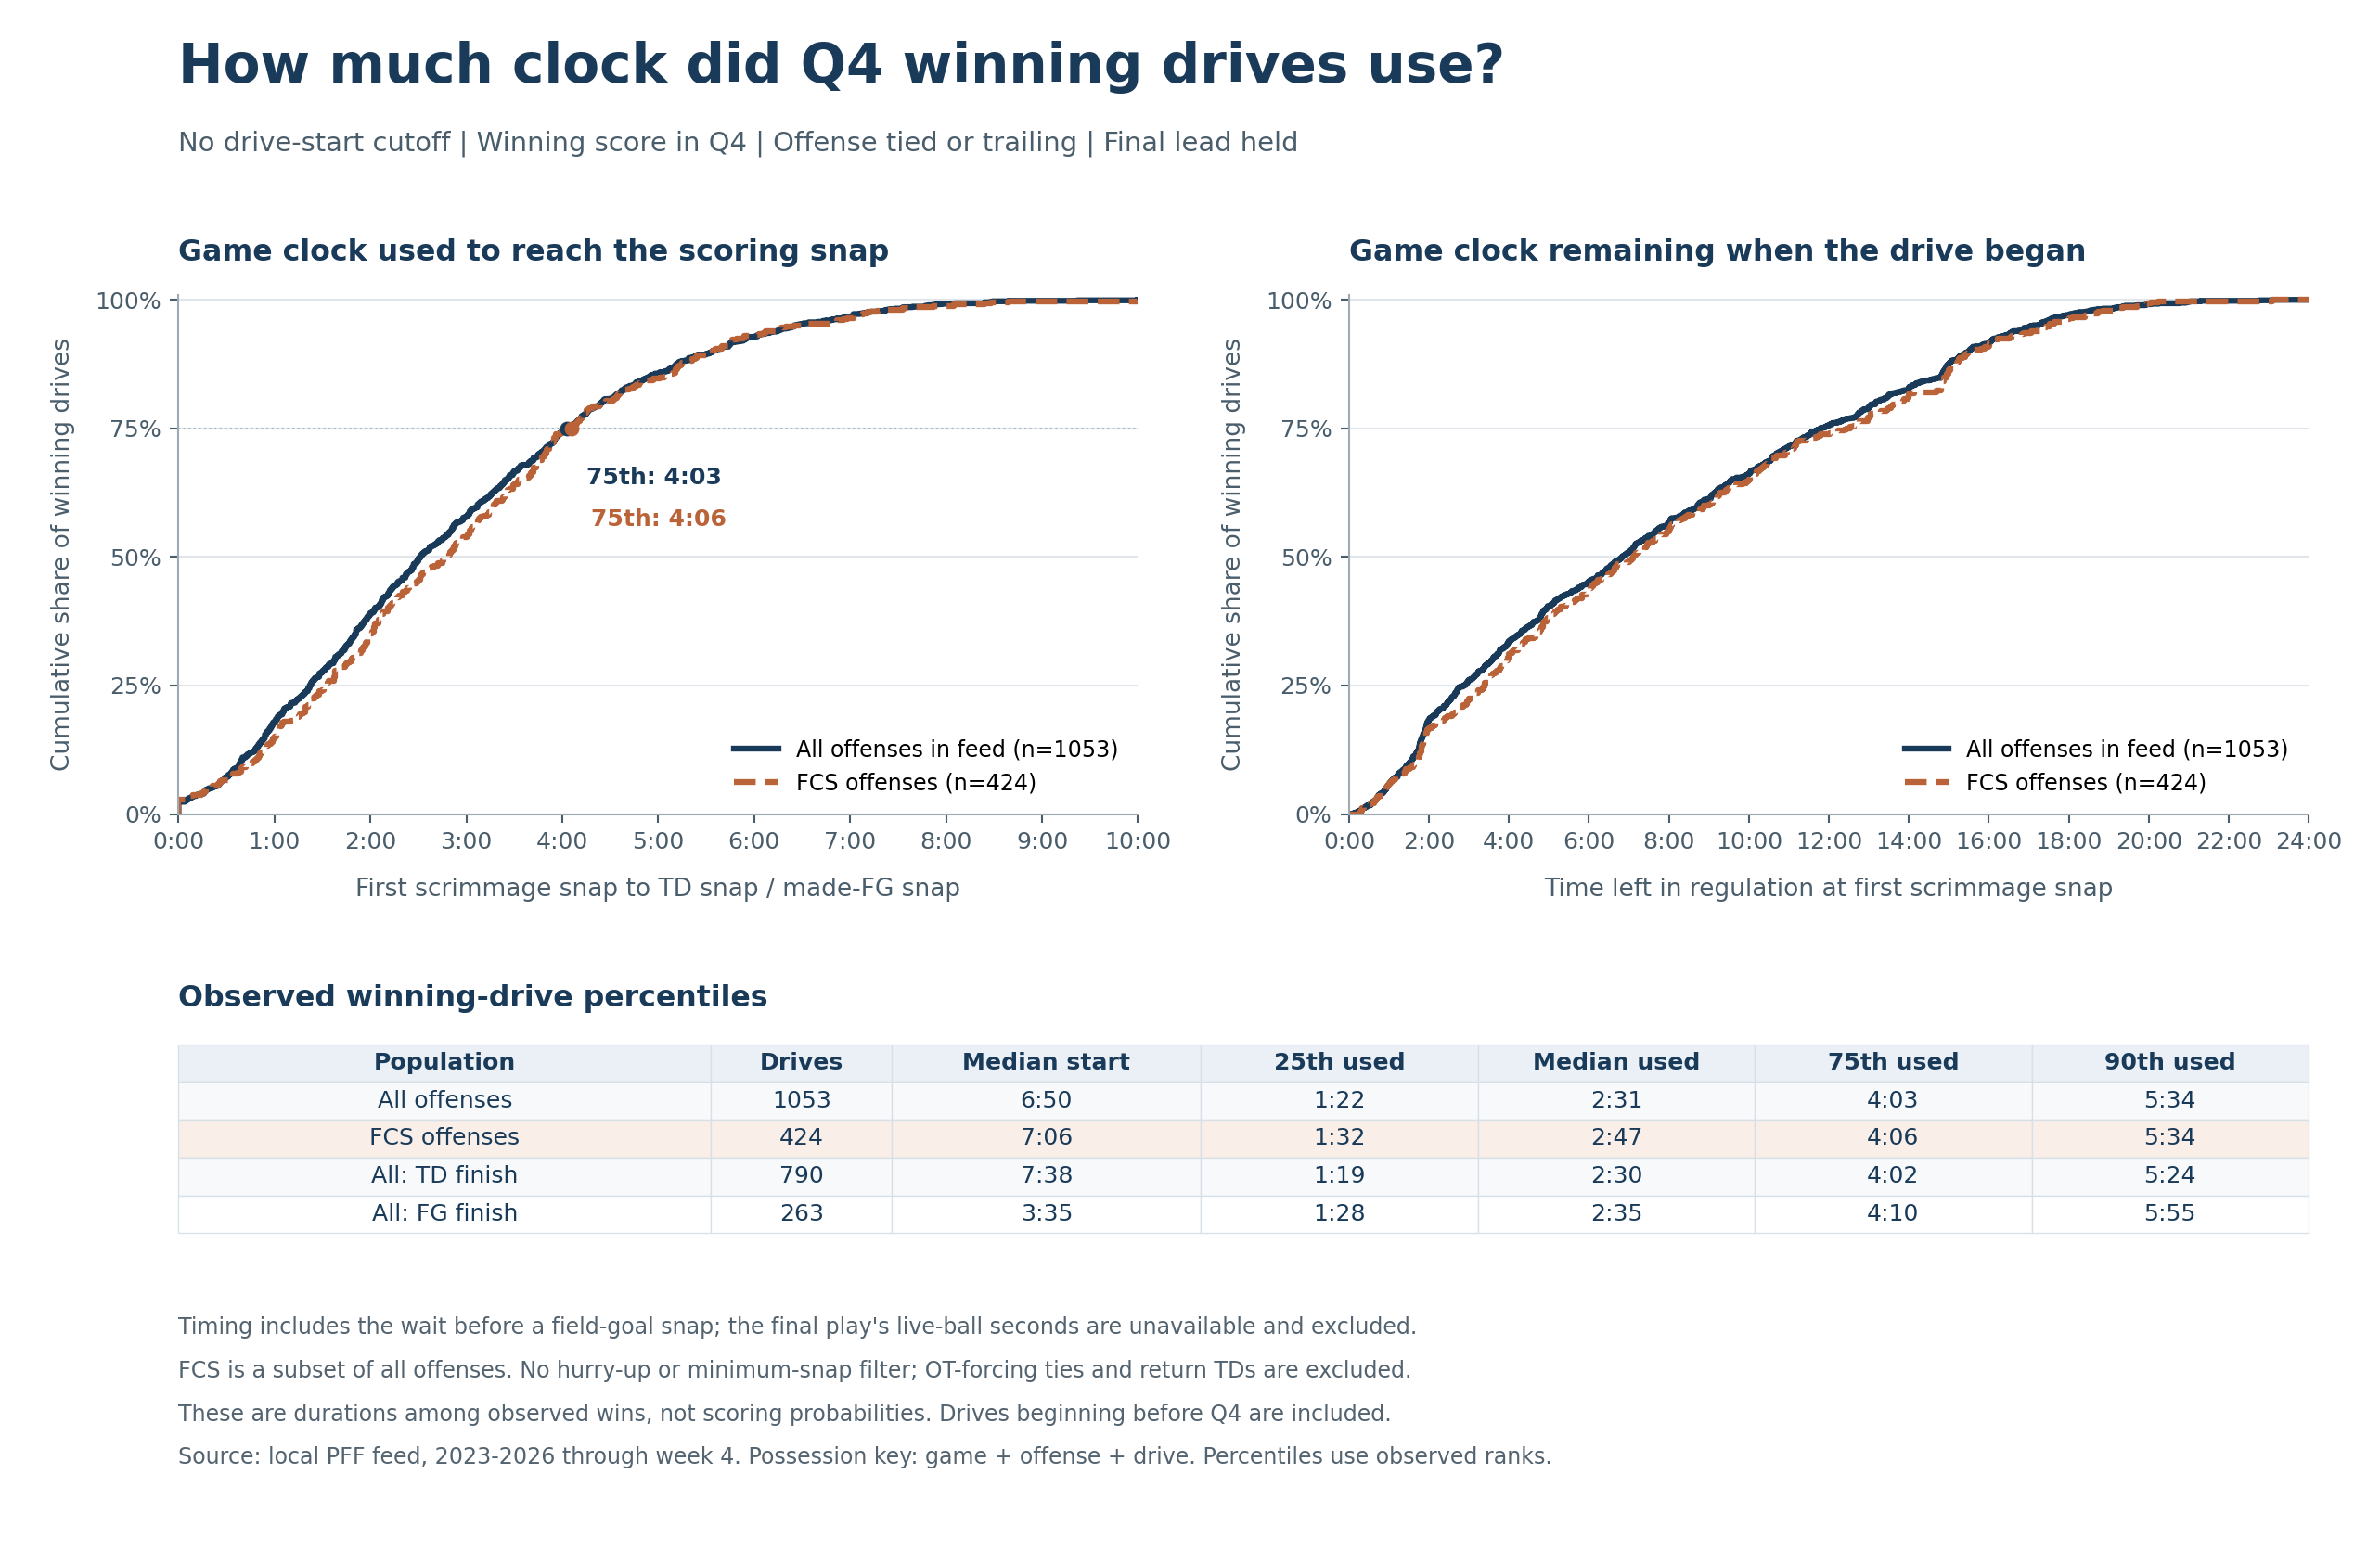 How much clock did Q4 winning drives use?
No drive-start cutoff | Winning score in Q4 | Offense tied or trailing | Final lead held
Game clock used to reach the scoring snap
Cumulative share of winning drives
100%
75%
50%
25%
0%
75th: 4:03
75th: 4:06
All offenses in feed (n=1053)
FCS offenses (n=424)
0:00 1:00 2:00 3:00 4:00 5:00 6:00 7:00 8:00 9:00 10:00
First scrimmage snap to TD snap / made-FG snap
Game clock remaining when the drive began
Cumulative share of winning drives
100%
75%
50%
25%
0%
All offenses in feed (n=1053)
FCS offenses (n=424)
0:00 2:00 4:00 6:00 8:00 10:00 12:00 14:00 16:00 18:00 20:00 22:00 24:00
Time left in regulation at first scrimmage snap
Observed winning-drive percentiles
Population Drives Median start 25th used Median used 75th used 90th used
All offenses 1053 6:50 1:22 2:31 4:03 5:34
FCS offenses 424 7:06 1:32 2:47 4:06 5:34
All: TD finish 790 7:38 1:19 2:30 4:02 5:24
All: FG finish 263 3:35 1:28 2:35 4:10 5:55
Timing includes the wait before a field-goal snap; the final play's live-ball seconds are unavailable and excluded.
FCS is a subset of all offenses. No hurry-up or minimum-snap filter; OT-forcing ties and return TDs are excluded.
These are durations among observed wins, not scoring probabilities. Drives beginning before Q4 are included.
Source: local PFF feed, 2023-2026 through week 4. Possession key: game + offense + drive. Percentiles use observed ranks.